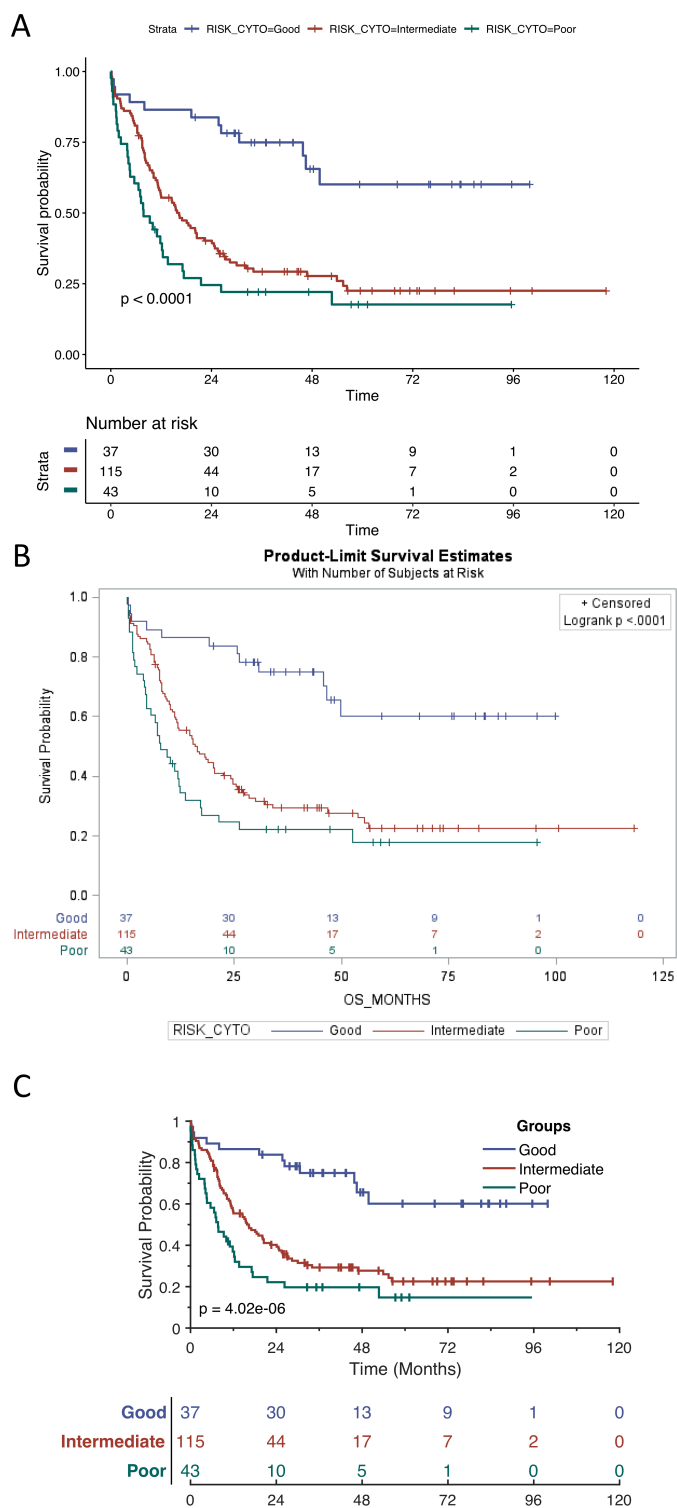 A
Strata RISK_CYTO=Good RISK_CYTO=Intermediate RISK_CYTO=Poor
1.00
0.75
0.50
0.25
0.00
Survival probability
p < 0.0001
0 24 48 72 96 120
Time
Number at risk
Strata
37 30 13 9 1 0
115 44 17 7 2 0
43 10 5 1 0 0
0 24 48 72 96 120
Time
B
Product-Limit Survival Estimates
With Number of Subjects at Risk
+ Censored
Logrank p <.0001
1.0
0.8
0.6
0.4
0.2
0.0
Survival Probability
Good 37 30 13 9 1 0
Intermediate 115 44 17 7 2 0
Poor 43 10 5 1 0
0 25 50 75 100 125
OS_MONTHS
RISK_CYTO Good Intermediate Poor
C
Groups
Good
Intermediate
Poor
1
0.8
0.6
0.4
0.2
0
Survival Probability
p = 4.02e-06
0 24 48 72 96 120
Time (Months)
Good 37 30 13 9 1 0
Intermediate 115 44 17 7 2 0
Poor 43 10 5 1 0 0
0 24 48 72 96 120